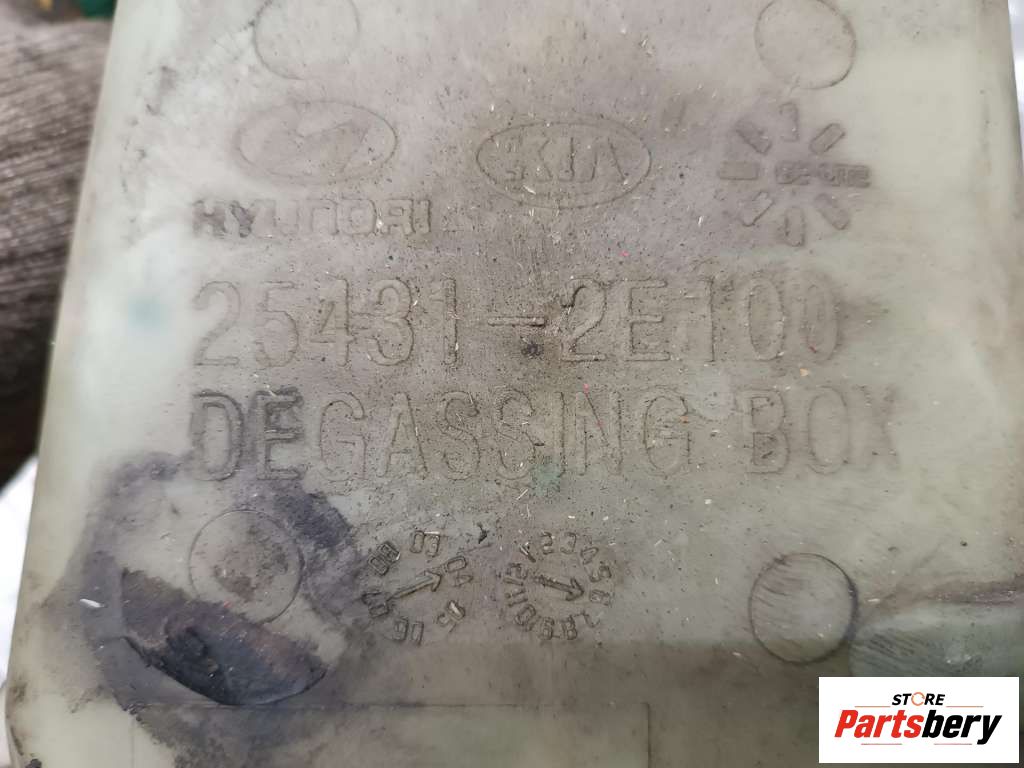 KIA
HYUNDAI
25431-2E100
DEGASSING BOX
STORE
Partsbery